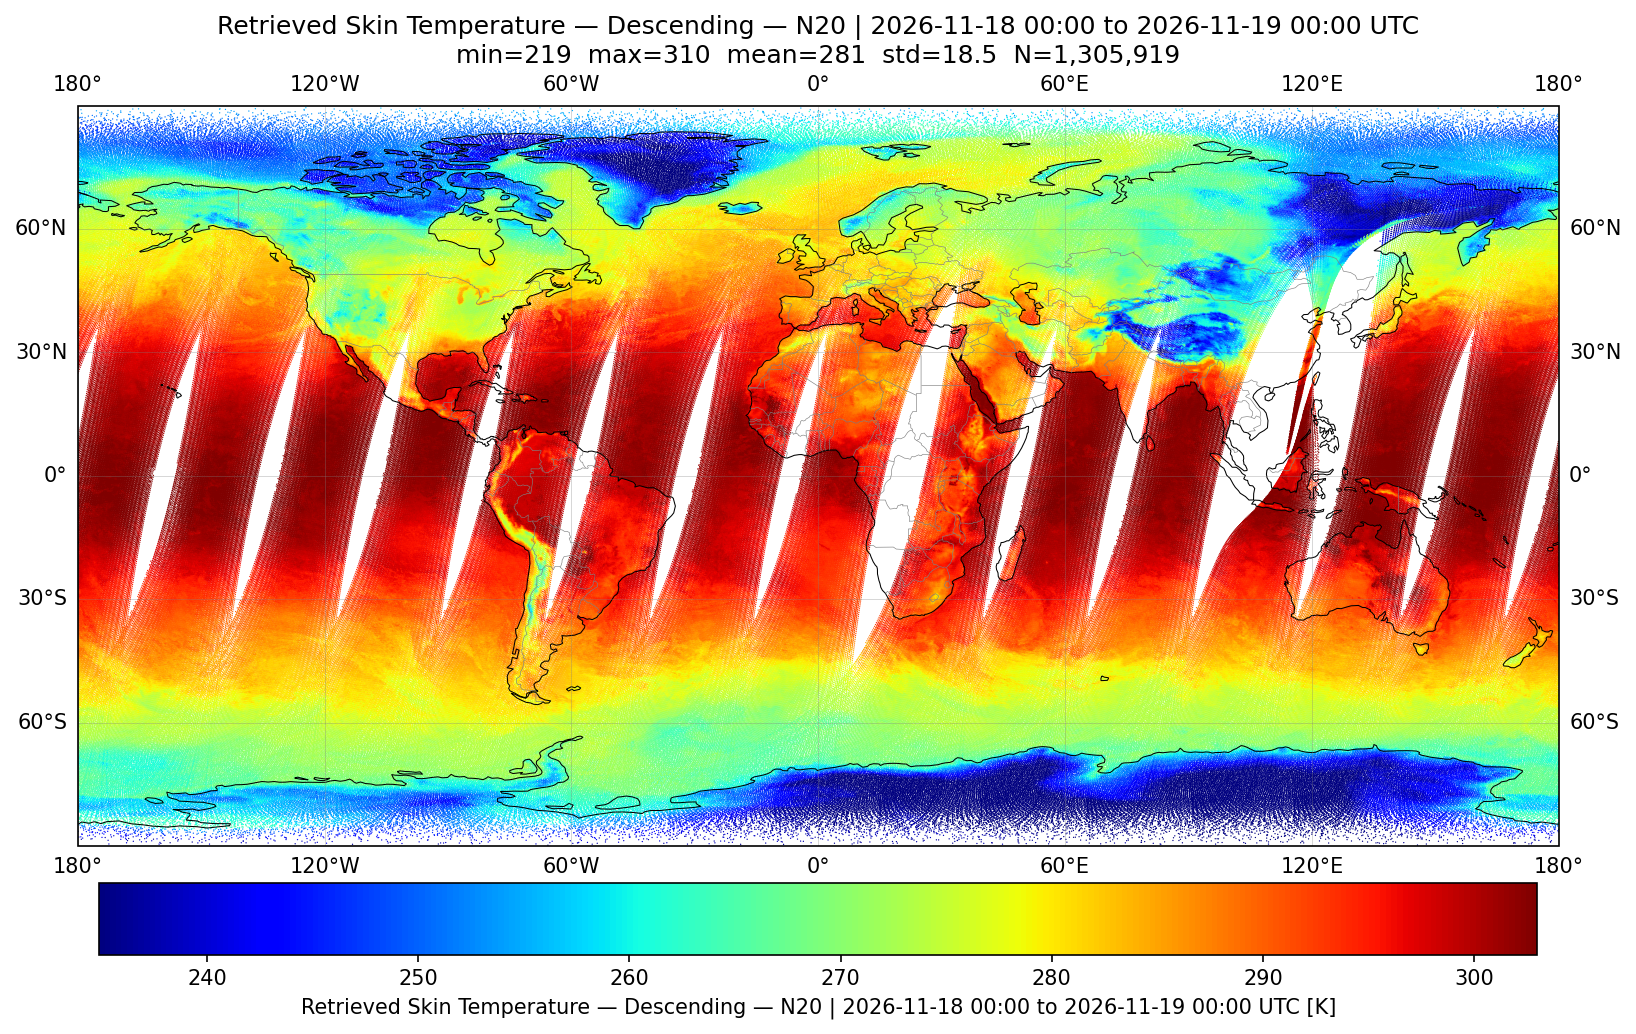 Retrieved Skin Temperature — Descending — N20 | 2026-11-18 00:00 to 2026-11-19 00:00 UTC
min=219 max=310 mean=281 std=18.5 N=1,305,919
180° 120°W 60°W 0° 60°E 120°E 180°
60°N 60°N
30°N 30°N
0° 0°
30°S 30°S
60°S 60°S
180° 120°W 60°W 0° 60°E 120°E 180°
240 250 260 270 280 290 300
Retrieved Skin Temperature — Descending — N20 | 2026-11-18 00:00 to 2026-11-19 00:00 UTC [K]